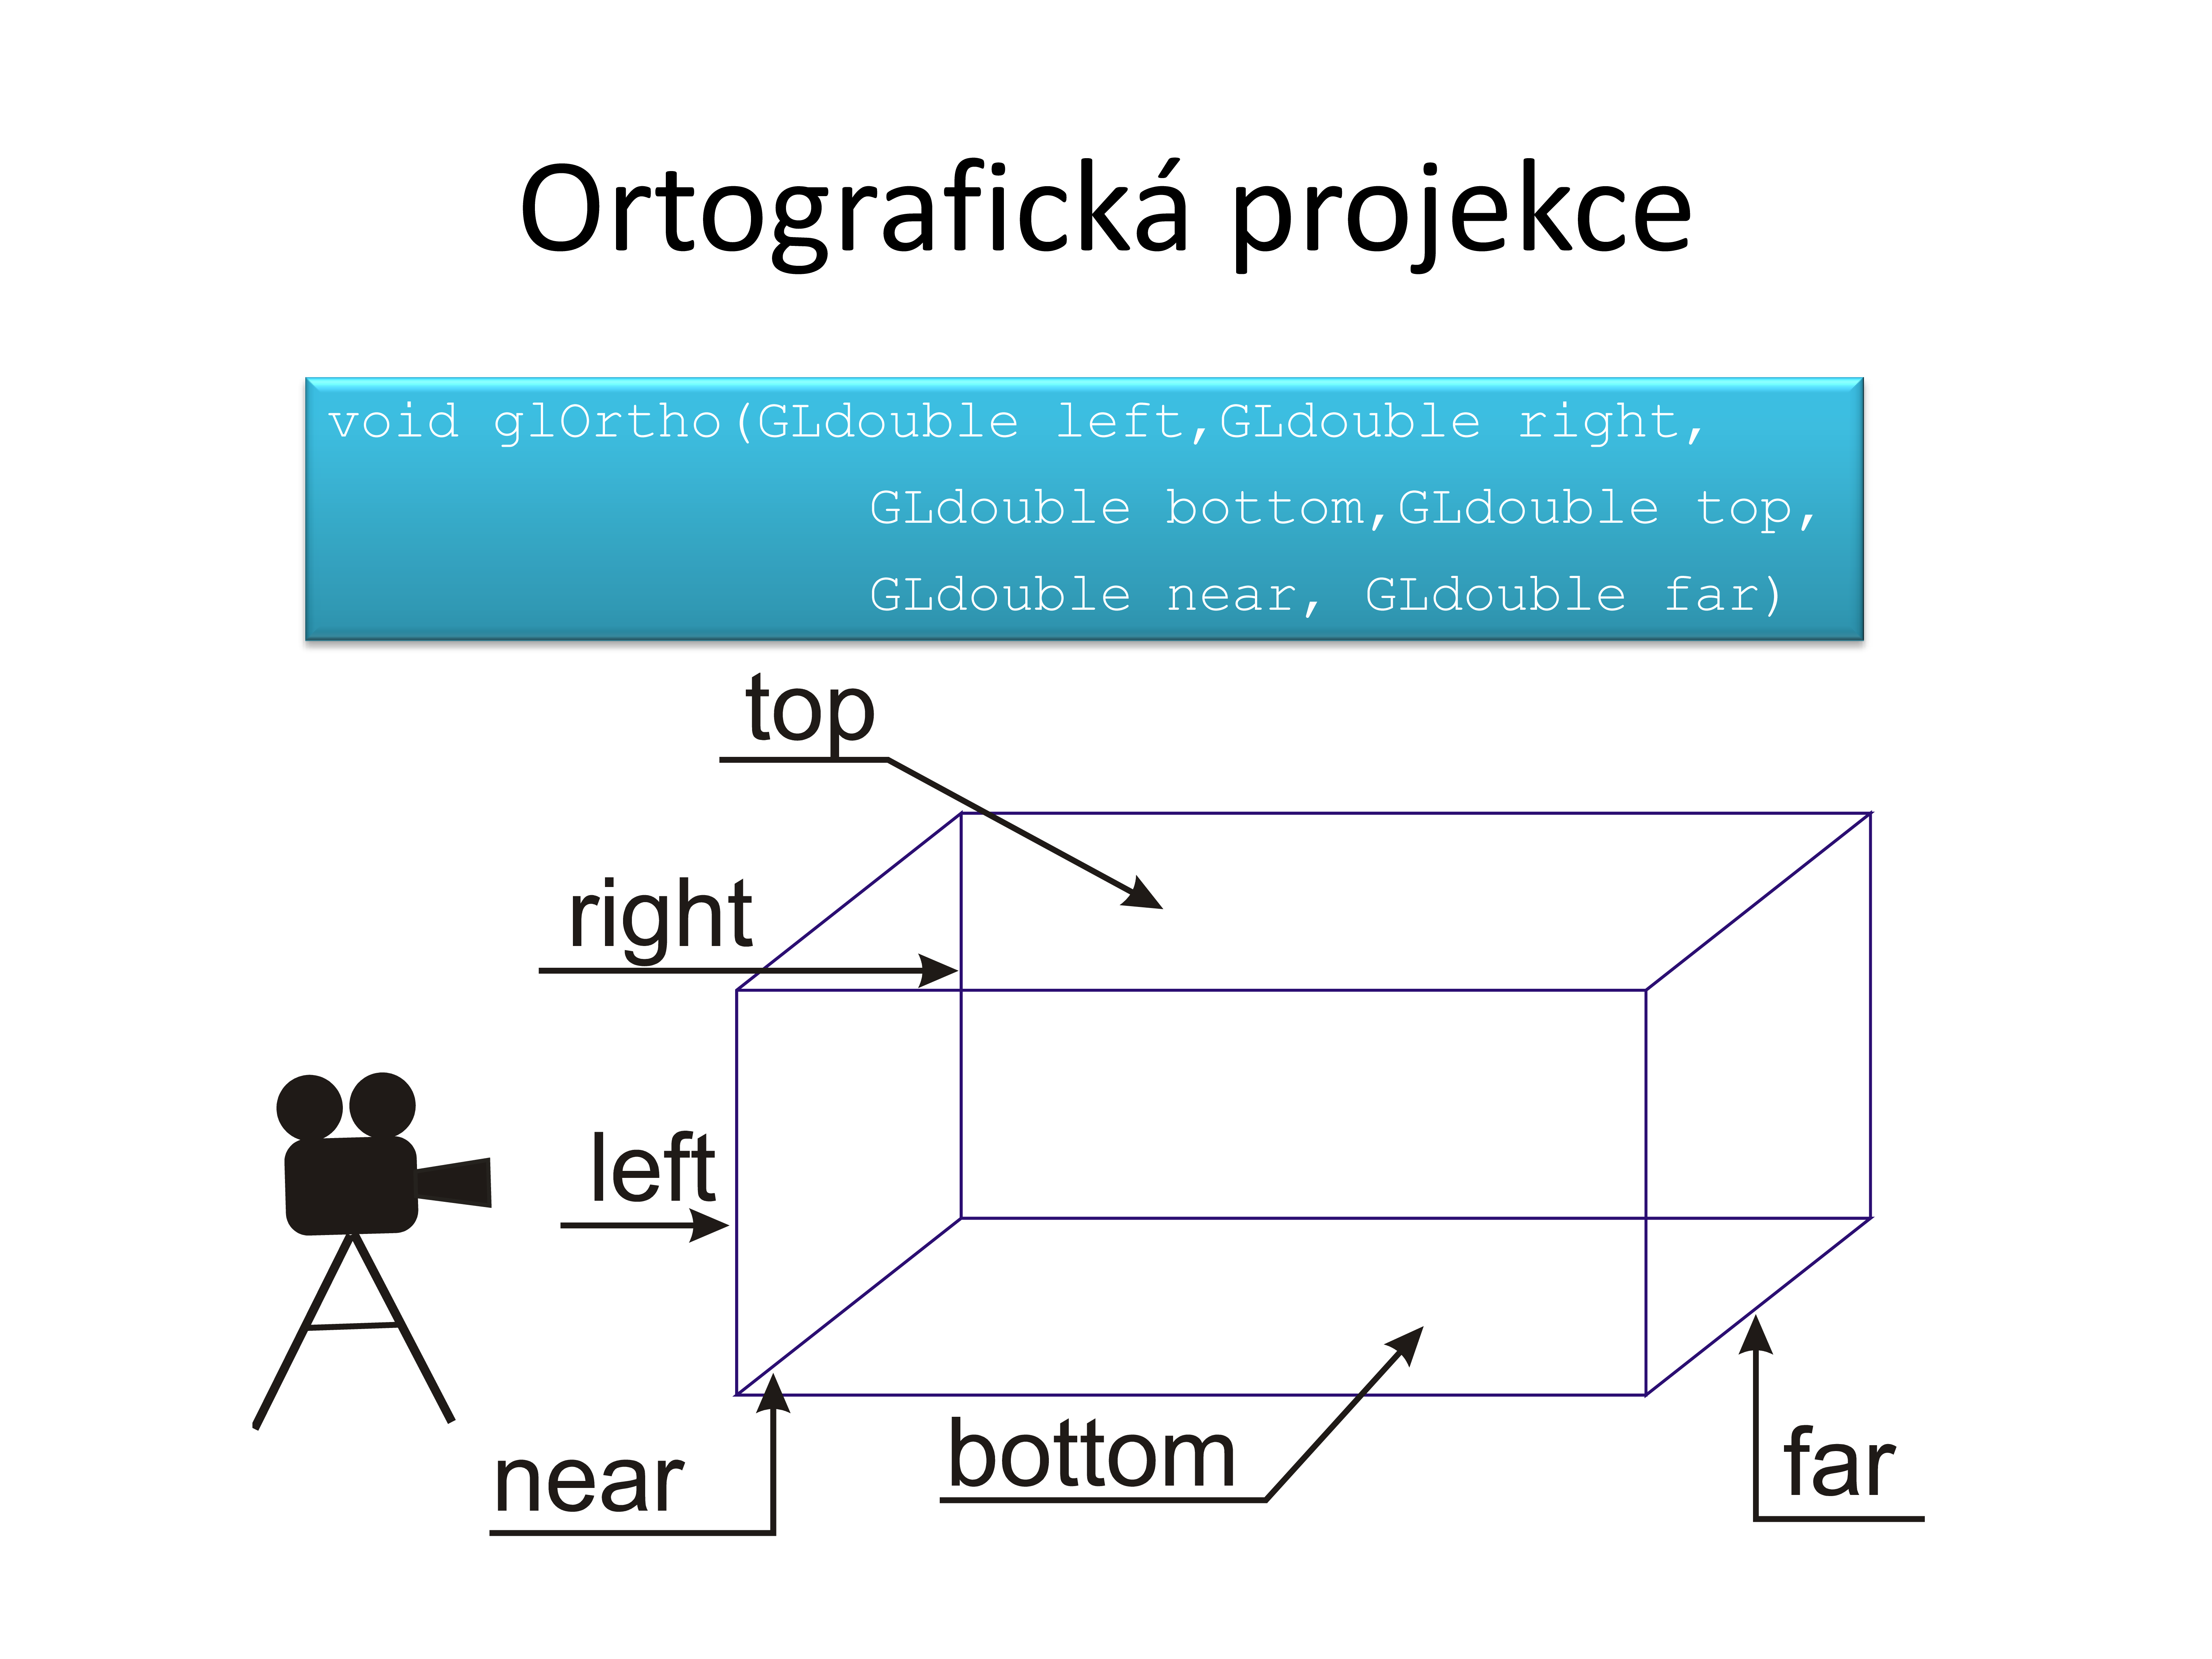 Ortografická projekce
void glOrtho(GLdouble left,GLdouble right,
GLdouble bottom,GLdouble top,
GLdouble near, GLdouble far)
top
right
left
near
bottom
far